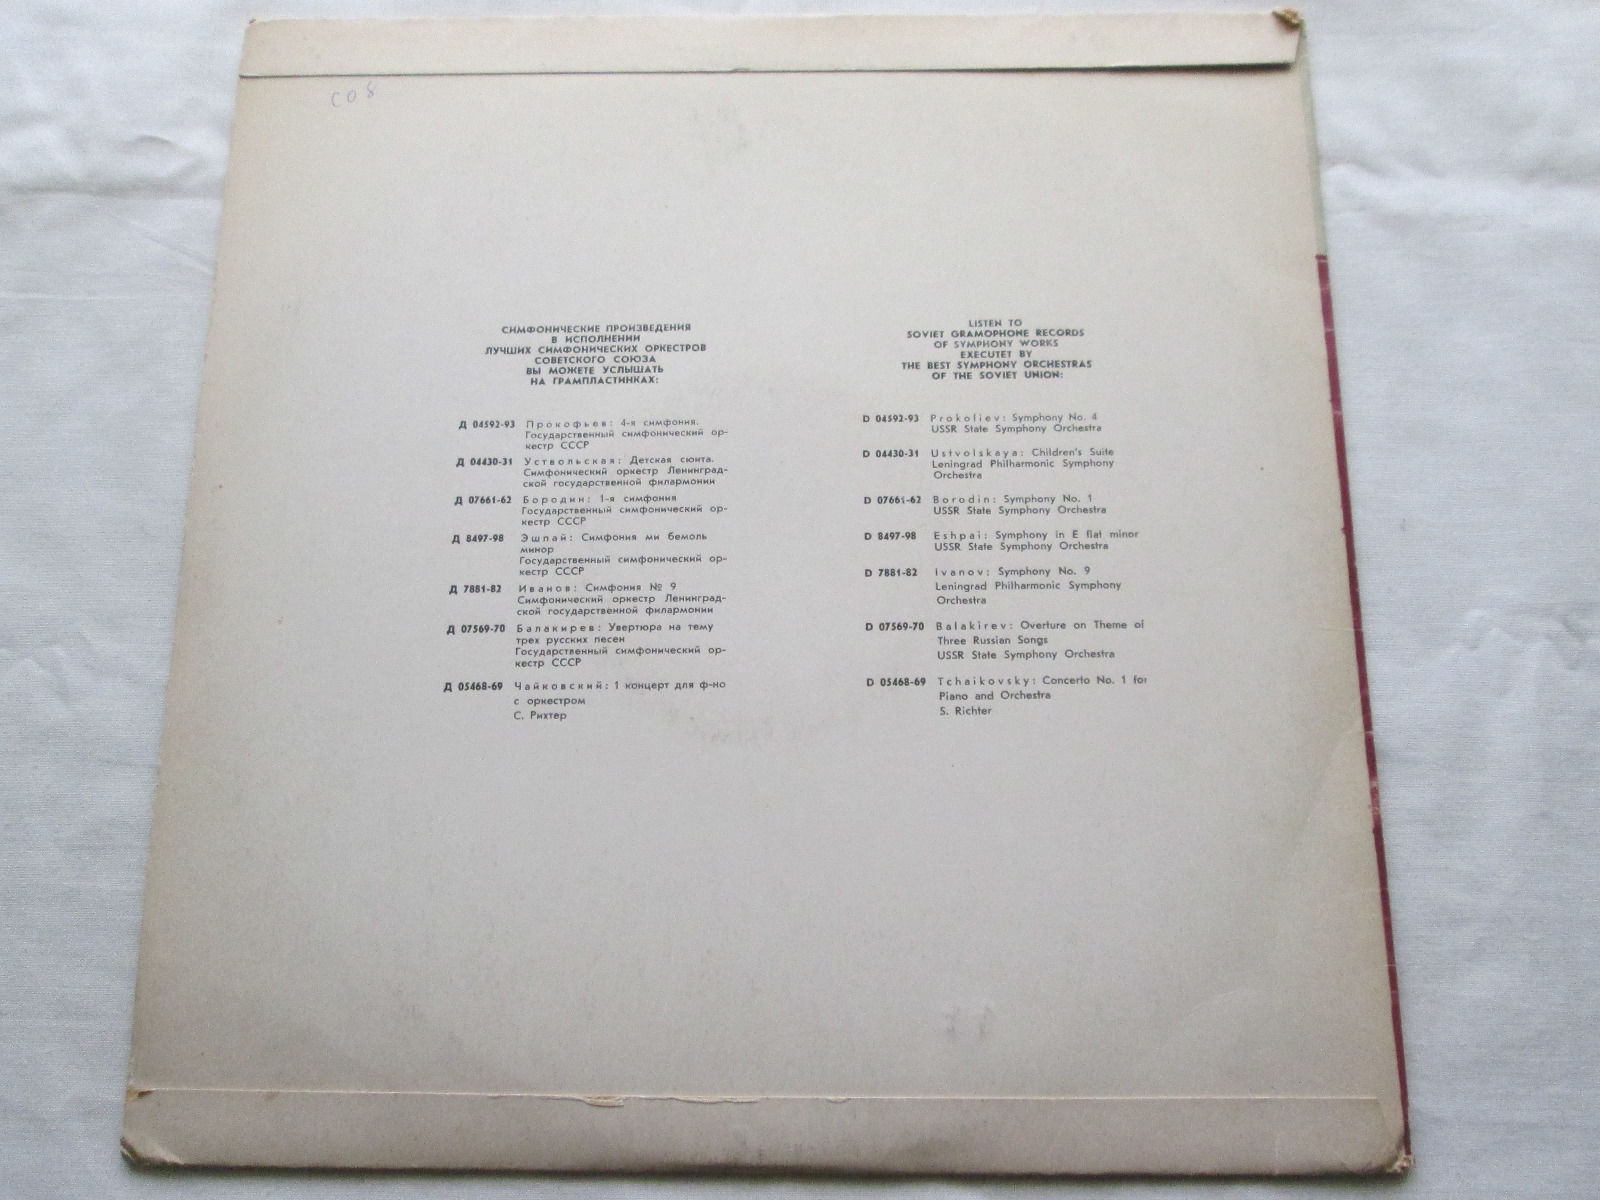 СИМФОНИЧЕСКИЕ ПРОИЗВЕДЕНИЯ
В ИСПОЛНЕНИИ
ЛУЧШИХ СИМФОНИЧЕСКИХ ОРКЕСТРОВ
СОВЕТСКОГО СОЮЗА
ВЫ МОЖЕТЕ УСЛЫШАТЬ
НА ГРАМПЛАСТИНКАХ:
Д 04592-93 Прокофьев: 4-я симфония.
Государственный симфонический ор-
кестр СССР
Д 04430-31 Уствольская: Детская сюита.
Симфонический оркестр Ленинград-
ской государственной филармонии
Д 07661-62 Бородин: 1-я симфония
Государственный симфонический ор-
кестр СССР
Д 8497-98 Эшпай: Симфония ми бемоль
минор
Государственный симфонический ор-
кестр СССР
Д 7881-82 Иванов: Симфония № 9
Симфонический оркестр Ленинград-
ской государственной филармонии
Д 07569-70 Балакирев: Увертюра на тему
трех русских песен
Государственный симфонический ор-
кестр СССР
Д 05468-69 Чайковский: 1 концерт для ф-но
с оркестром
С. Рихтер
LISTEN TO
SOVIET GRAMOPHONE RECORDS
OF SYMPHONY WORKS
EXECUTET BY
THE BEST SYMPHONY ORCHESTRAS
OF THE SOVIET UNION:
D 04592-93 Prokofiev: Symphony No. 4
USSR State Symphony Orchestra
D 04430-31 Ustvolskaya: Children's Suite
Leningrad Philharmonic Symphony
Orchestra
D 07661-62 Borodin: Symphony No. 1
USSR State Symphony Orchestra
D 8497-98 Eshpai: Symphony in E flat minor
USSR State Symphony Orchestra
D 7881-82 Ivanov: Symphony No. 9
Leningrad Philharmonic Symphony
Orchestra
D 07569-70 Balakirev: Overture on Theme of
Three Russian Songs
USSR State Symphony Orchestra
D 05468-69 Tchaikovsky: Concerto No. 1 for
Piano and Orchestra
S. Richter